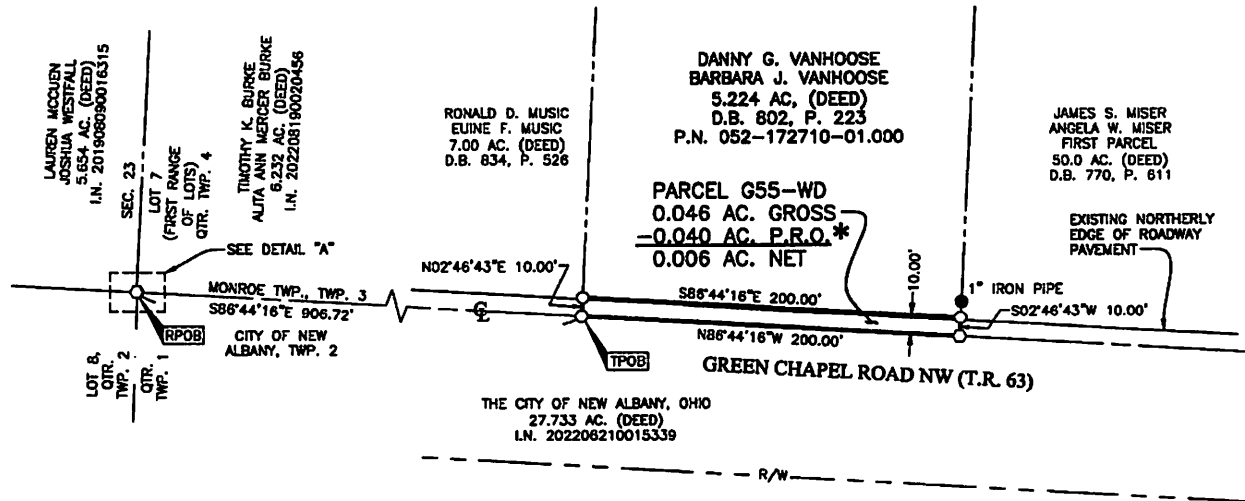 LAUREN MCCUEN
JOSHUA WESTFALL
5.654 AC. (DEED)
I.N. 201908090016315
SEC. 23
LOT 7
(FIRST RANGE
OF LOTS)
QTR. TWP. 4
TIMOTHY K. BURKE
ALITA ANN MERCER BURKE
6.232 AC. (DEED)
I.N. 202208190020456
RONALD D. MUSIC
EUINE F. MUSIC
7.00 AC. (DEED)
D.B. 834, P. 526
DANNY G. VANHOOSE
BARBARA J. VANHOOSE
5.224 AC, (DEED)
D.B. 802, P. 223
P.N. 052-172710-01.000
JAMES S. MISER
ANGELA W. MISER
FIRST PARCEL
50.0 AC. (DEED)
D.B. 770, P. 611
PARCEL G55-WD
0.046 AC. GROSS
-0.040 AC. P.R.O.*
0.006 AC. NET
EXISTING NORTHERLY
EDGE OF ROADWAY
PAVEMENT
SEE DETAIL "A"
N02°46'43"E 10.00'
10.00'
1" IRON PIPE
MONROE TWP., TWP. 3
S86°44'16"E 906.72'
S86°44'16"E 200.00'
S02°46'43"W 10.00'
CL
RPOB
CITY OF NEW
ALBANY, TWP. 2
N86°44'16"W 200.00'
TPOB
GREEN CHAPEL ROAD NW (T.R. 63)
LOT 8,
QTR.
TWP. 2
QTR.
TWP. 1
THE CITY OF NEW ALBANY, OHIO
27.733 AC. (DEED)
I.N. 202206210015339
R/W